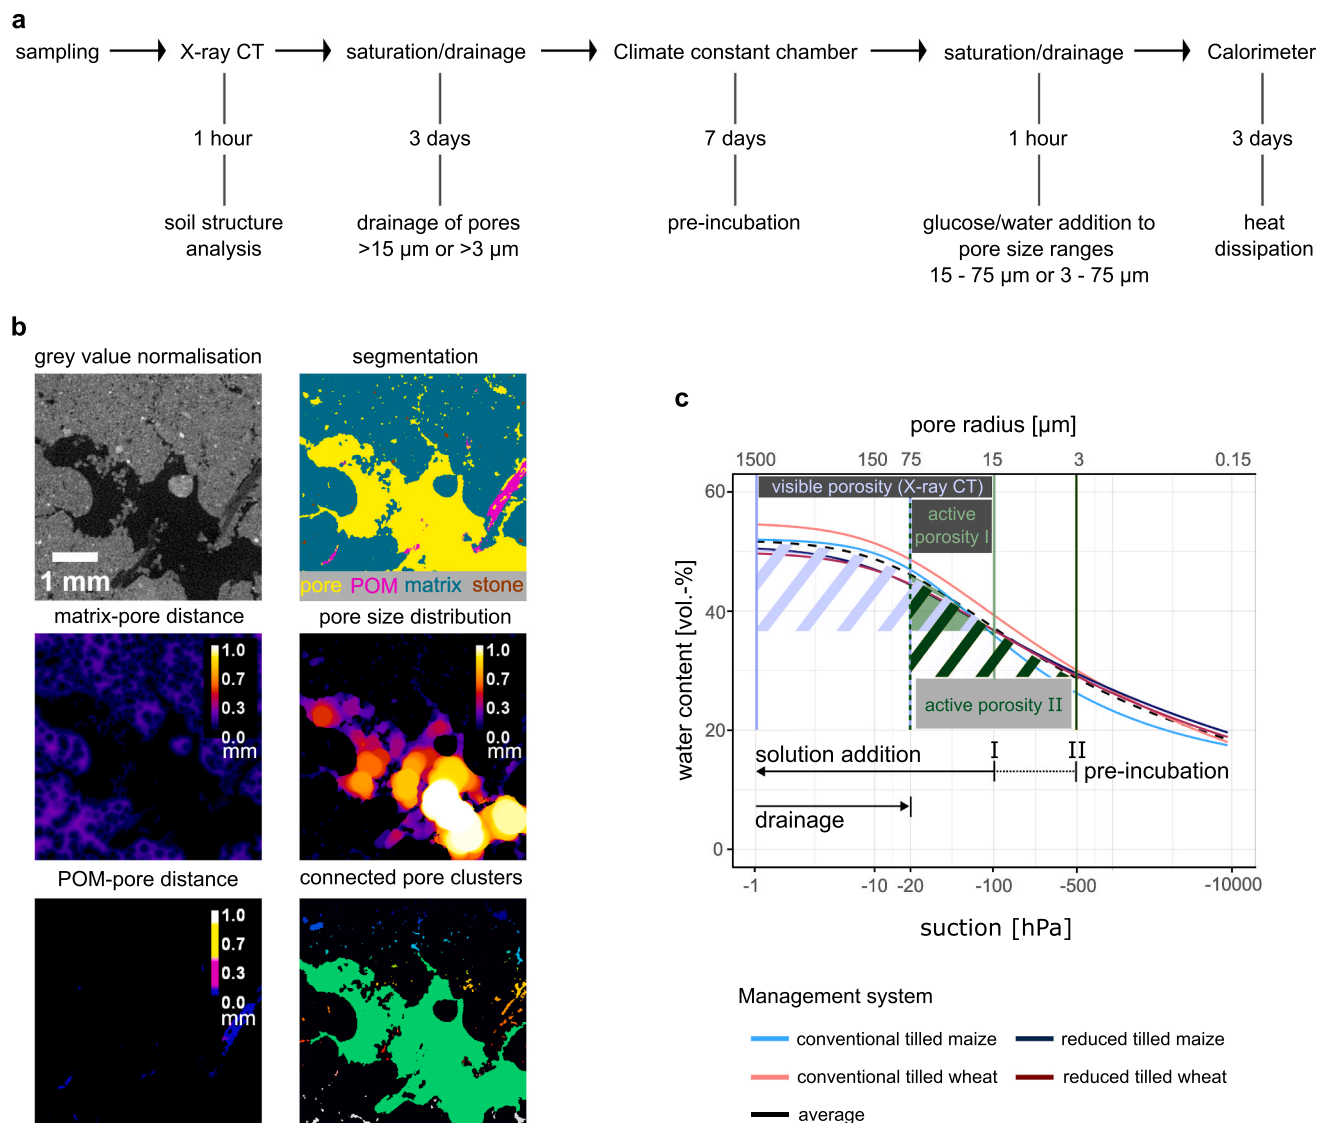 a
sampling X-ray CT saturation/drainage Climate constant chamber saturation/drainage Calorimeter
1 hour 3 days 7 days 1 hour 3 days
soil structure analysis
drainage of pores >15 µm or >3 µm
pre-incubation
glucose/water addition to pore size ranges 15 - 75 µm or 3 - 75 µm
heat dissipation
b
grey value normalisation
1 mm
segmentation
pore POM matrix stone
matrix-pore distance
1.0
0.7
0.3
0.0
mm
pore size distribution
1.0
0.7
0.3
0.0
mm
POM-pore distance
1.0
0.7
0.3
0.0
mm
connected pore clusters
c
pore radius [µm]
1500 150 75 15 3 0.15
visible porosity (X-ray CT)
active
porosity I
active porosity II
water content [vol.-%]
60
40
20
0
I II
solution addition
pre-incubation
drainage
-1 -10 -20 -100 -500 -10000
suction [hPa]
Management system
conventional tilled maize reduced tilled maize
conventional tilled wheat reduced tilled wheat
average